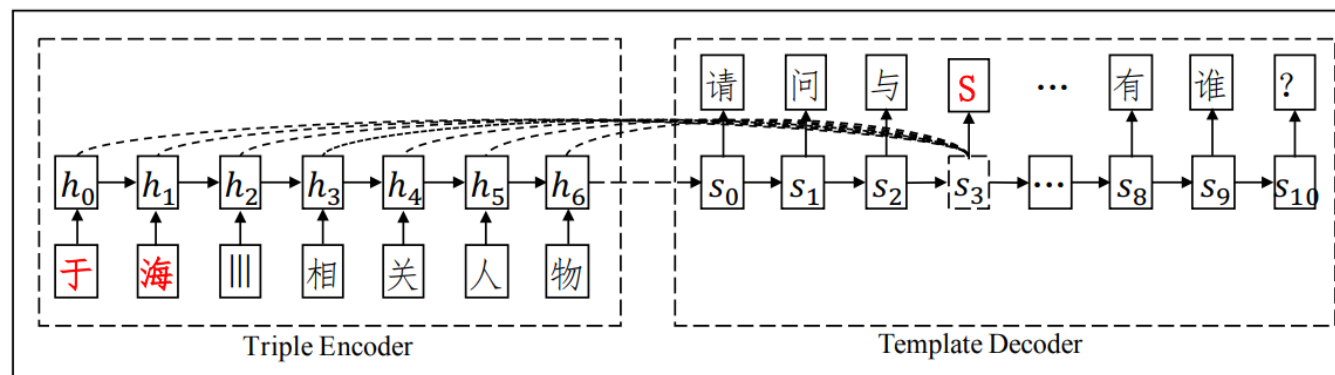 请 问 与 S … 有 谁 ?
h₀ h₁ h₂ h₃ h₄ h₅ h₆ s₀ s₁ s₂ s₃ … s₈ s₉ s₁₀
于 海 ||| 相 关 人 物
Triple Encoder Template Decoder